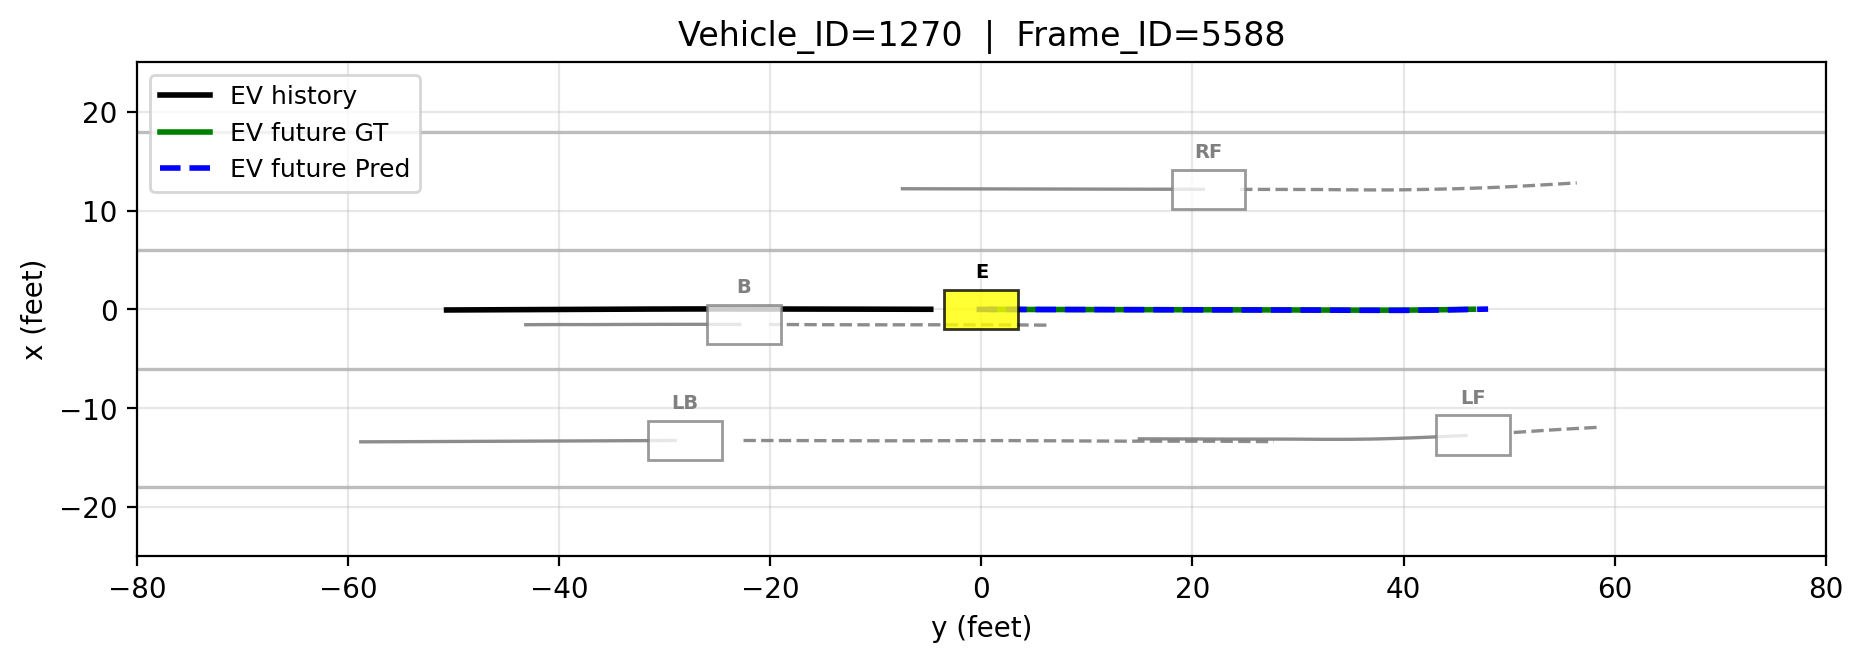 Vehicle_ID=1270 | Frame_ID=5588
EV history
EV future GT
EV future Pred
RF
E
B
LB
LF
20
10
0
−10
−20
x (feet)
−80
−60
−40
−20
0
20
40
60
80
y (feet)